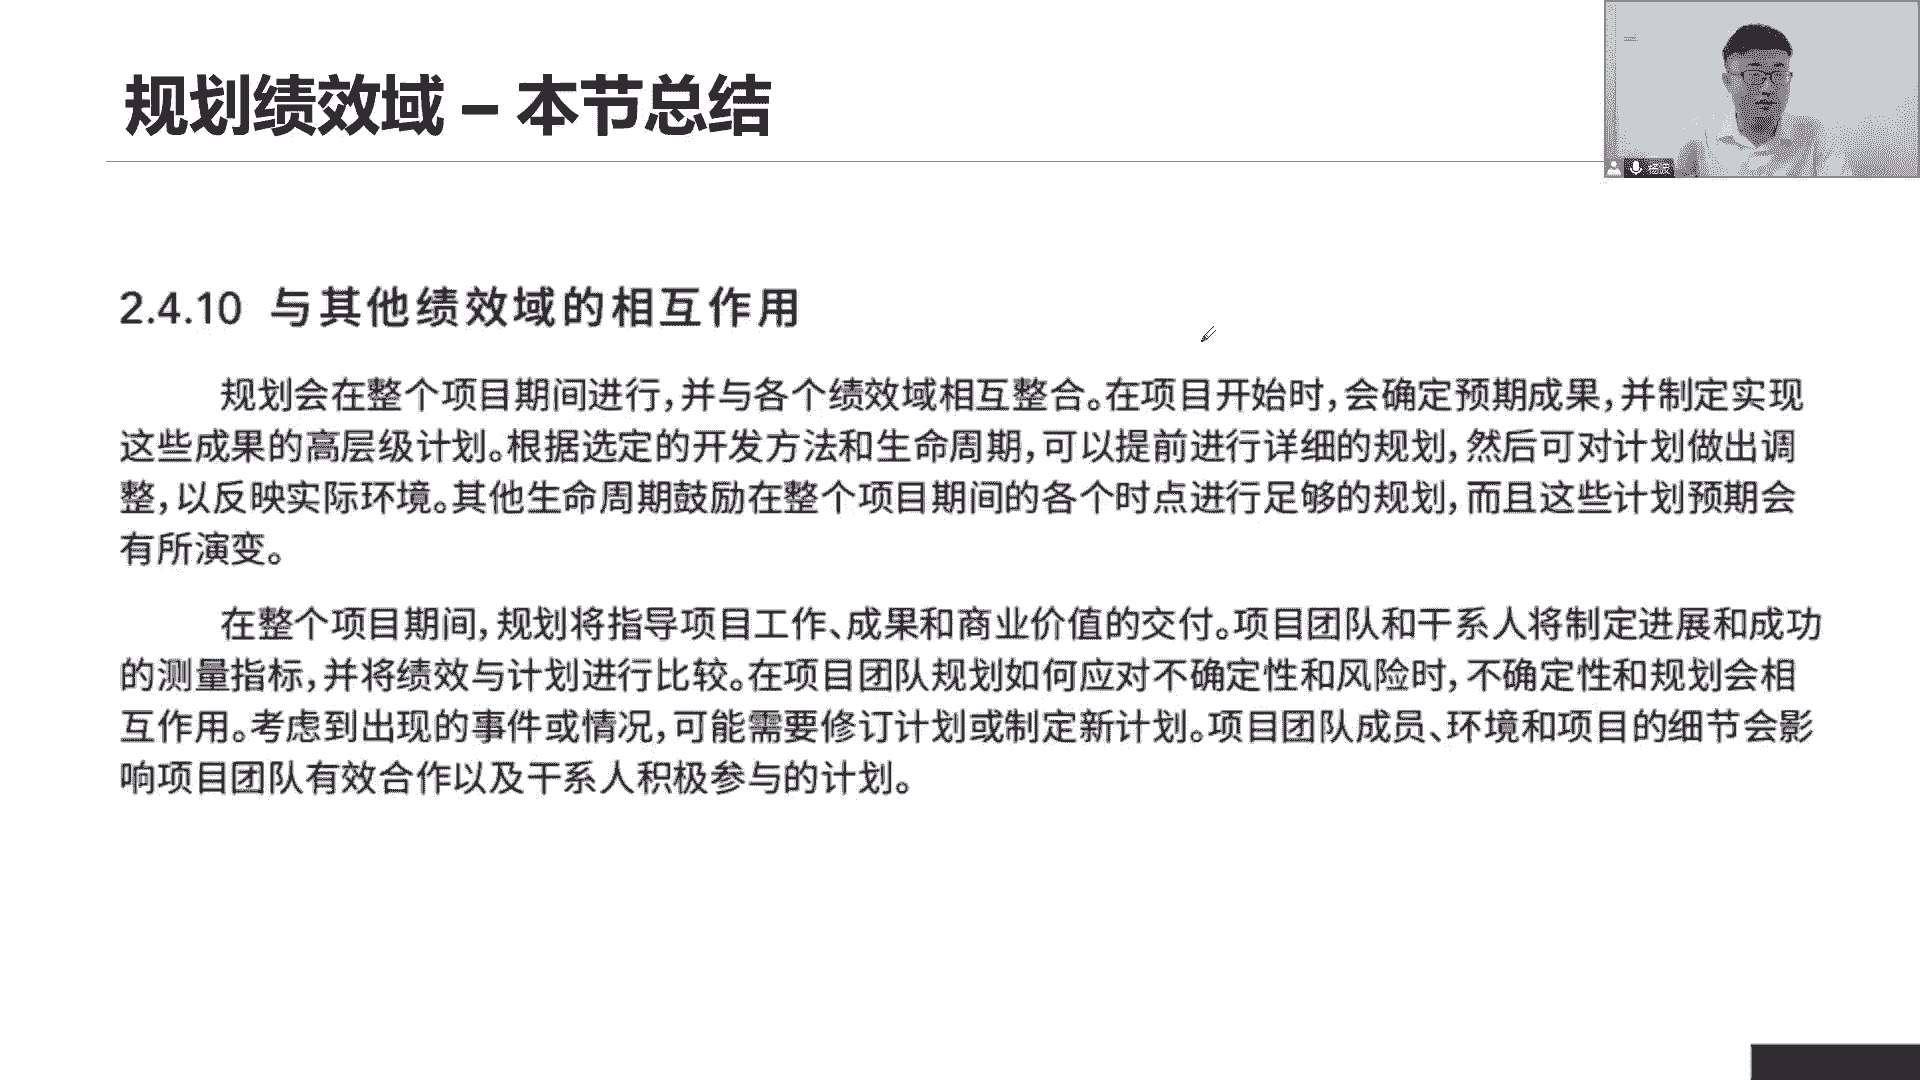 规划绩效域 – 本节总结
杨波
2.4.10 与其他绩效域的相互作用
规划会在整个项目期间进行，并与各个绩效域相互整合。在项目开始时，会确定预期成果，并制定实现
这些成果的高层级计划。根据选定的开发方法和生命周期，可以提前进行详细的规划，然后可对计划做出调
整，以反映实际环境。其他生命周期鼓励在整个项目期间的各个时点进行足够的规划，而且这些计划预期会
有所演变。
在整个项目期间，规划将指导项目工作、成果和商业价值的交付。项目团队和干系人将制定进展和成功
的测量指标，并将绩效与计划进行比较。在项目团队规划如何应对不确定性和风险时，不确定性和规划会相
互作用。考虑到出现的事件或情况，可能需要修订计划或制定新计划。项目团队成员、环境和项目的细节会影
响项目团队有效合作以及干系人积极参与的计划。